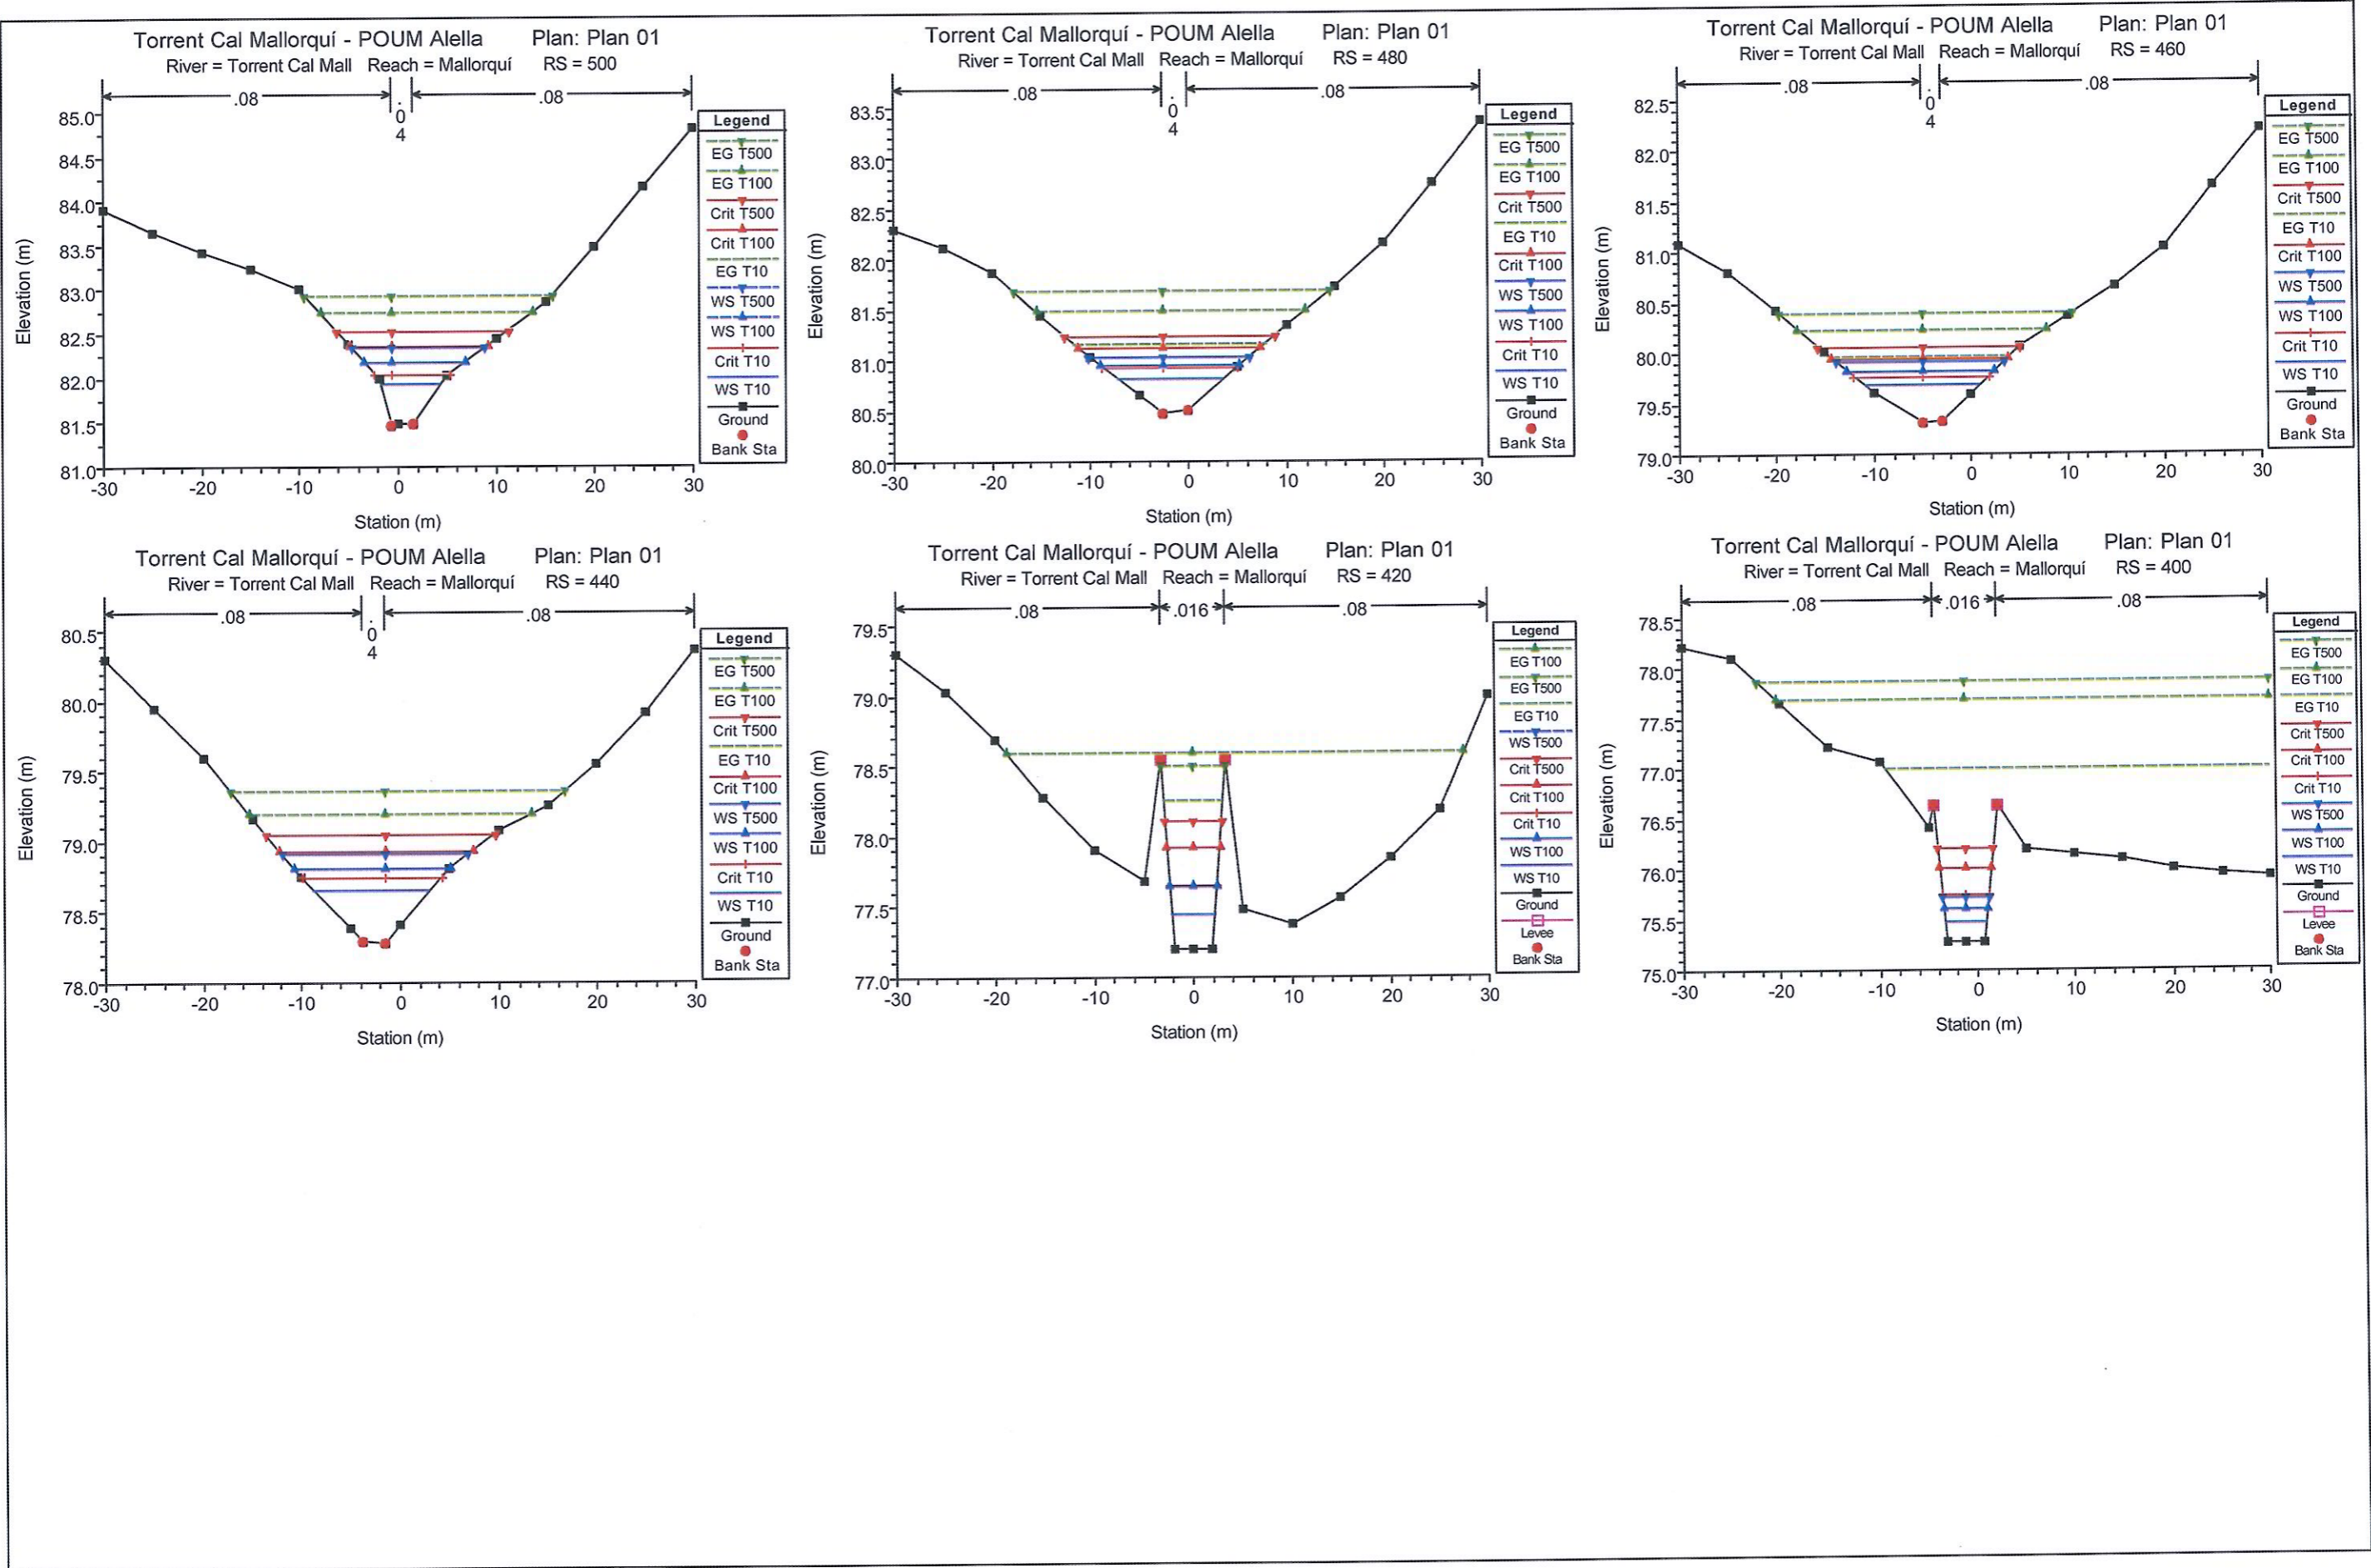 Torrent Cal Mallorquí - POUM Alella Plan: Plan 01
River = Torrent Cal Mall Reach = Mallorquí RS = 500
.08
.04
.08
Elevation (m)
85.0
84.5
84.0
83.5
83.0
82.5
82.0
81.5
81.0
-30 -20 -10 0 10 20 30
Station (m)
Legend
EG T500
EG T100
Crit T500
Crit T100
EG T10
WS T500
WS T100
Crit T10
WS T10
Ground
Bank Sta
Torrent Cal Mallorquí - POUM Alella Plan: Plan 01
River = Torrent Cal Mall Reach = Mallorquí RS = 480
.08
.04
.08
Elevation (m)
83.5
83.0
82.5
82.0
81.5
81.0
80.5
80.0
-30 -20 -10 0 10 20 30
Station (m)
Legend
EG T500
EG T100
Crit T500
EG T10
Crit T100
WS T500
WS T100
Crit T10
WS T10
Ground
Bank Sta
Torrent Cal Mallorquí - POUM Alella Plan: Plan 01
River = Torrent Cal Mall Reach = Mallorquí RS = 460
.08
.04
.08
Elevation (m)
82.5
82.0
81.5
81.0
80.5
80.0
79.5
79.0
-30 -20 -10 0 10 20 30
Station (m)
Legend
EG T500
EG T100
Crit T500
EG T10
Crit T100
WS T500
WS T100
Crit T10
WS T10
Ground
Bank Sta
Torrent Cal Mallorquí - POUM Alella Plan: Plan 01
River = Torrent Cal Mall Reach = Mallorquí RS = 440
.08
.04
.08
Elevation (m)
80.5
80.0
79.5
79.0
78.5
78.0
-30 -20 -10 0 10 20 30
Station (m)
Legend
EG T500
EG T100
Crit T500
EG T10
Crit T100
WS T500
WS T100
Crit T10
WS T10
Ground
Bank Sta
Torrent Cal Mallorquí - POUM Alella Plan: Plan 01
River = Torrent Cal Mall Reach = Mallorquí RS = 420
.08
.016
.08
Elevation (m)
79.5
79.0
78.5
78.0
77.5
77.0
-30 -20 -10 0 10 20 30
Station (m)
Legend
EG T100
EG T500
EG T10
WS T500
Crit T500
Crit T100
Crit T10
WS T100
WS T10
Ground
Levee
Bank Sta
Torrent Cal Mallorquí - POUM Alella Plan: Plan 01
River = Torrent Cal Mall Reach = Mallorquí RS = 400
.08
.016
.08
Elevation (m)
78.5
78.0
77.5
77.0
76.5
76.0
75.5
75.0
-30 -20 -10 0 10 20 30
Station (m)
Legend
EG T500
EG T100
EG T10
Crit T500
Crit T100
Crit T10
WS T500
WS T100
WS T10
Ground
Levee
Bank Sta